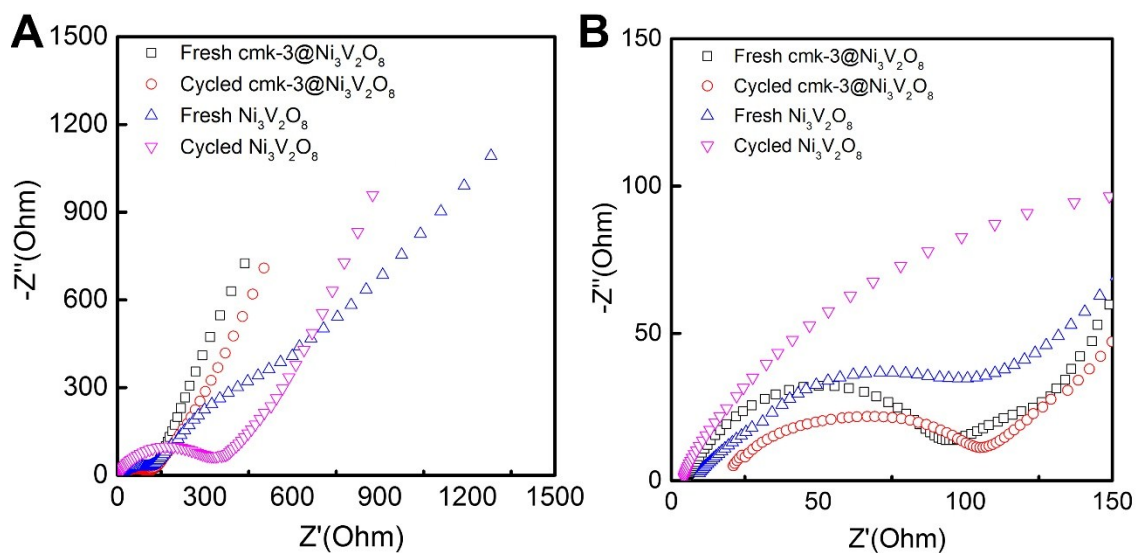 A
1500
1200
900
600
300
0
-Z"(Ohm)
Fresh cmk-3@Ni₃V₂O₈
Cycled cmk-3@Ni₃V₂O₈
Fresh Ni₃V₂O₈
Cycled Ni₃V₂O₈
0 300 600 900 1200 1500
Z'(Ohm)
B
150
100
50
0
-Z"(Ohm)
Fresh cmk-3@Ni₃V₂O₈
Cycled cmk-3@Ni₃V₂O₈
Fresh Ni₃V₂O₈
Cycled Ni₃V₂O₈
0 50 100 150
Z'(Ohm)